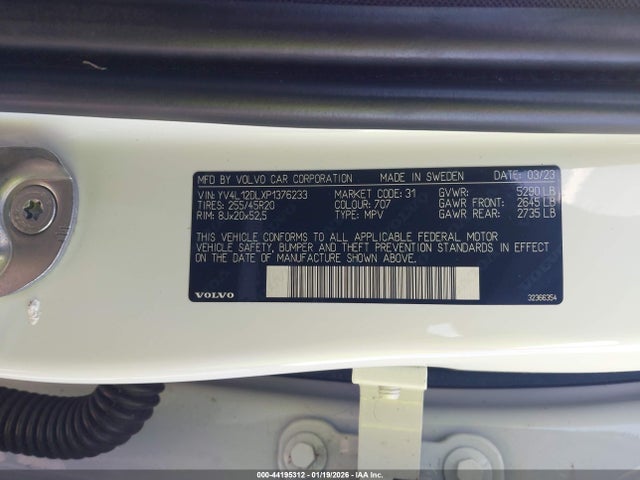 MFD BY VOLVO CAR CORPORATION MADE IN SWEDEN DATE: 03/23
VIN: YV4L12DLXP1376233 MARKET CODE: 31 GVWR: 5290 LB
TIRES: 255/45R20 COLOUR: 707 GAWR FRONT: 2645 LB
RIM: 8Jx20x52,5 TYPE: MPV GAWR REAR: 2735 LB
THIS VEHICLE CONFORMS TO ALL APPLICABLE FEDERAL MOTOR
VEHICLE SAFETY, BUMPER AND THEFT PREVENTION STANDARDS IN EFFECT
ON THE DATE OF MANUFACTURE SHOWN ABOVE.
VOLVO 32366354
000-44195312 - 01/19/2026 - IAAI.COM